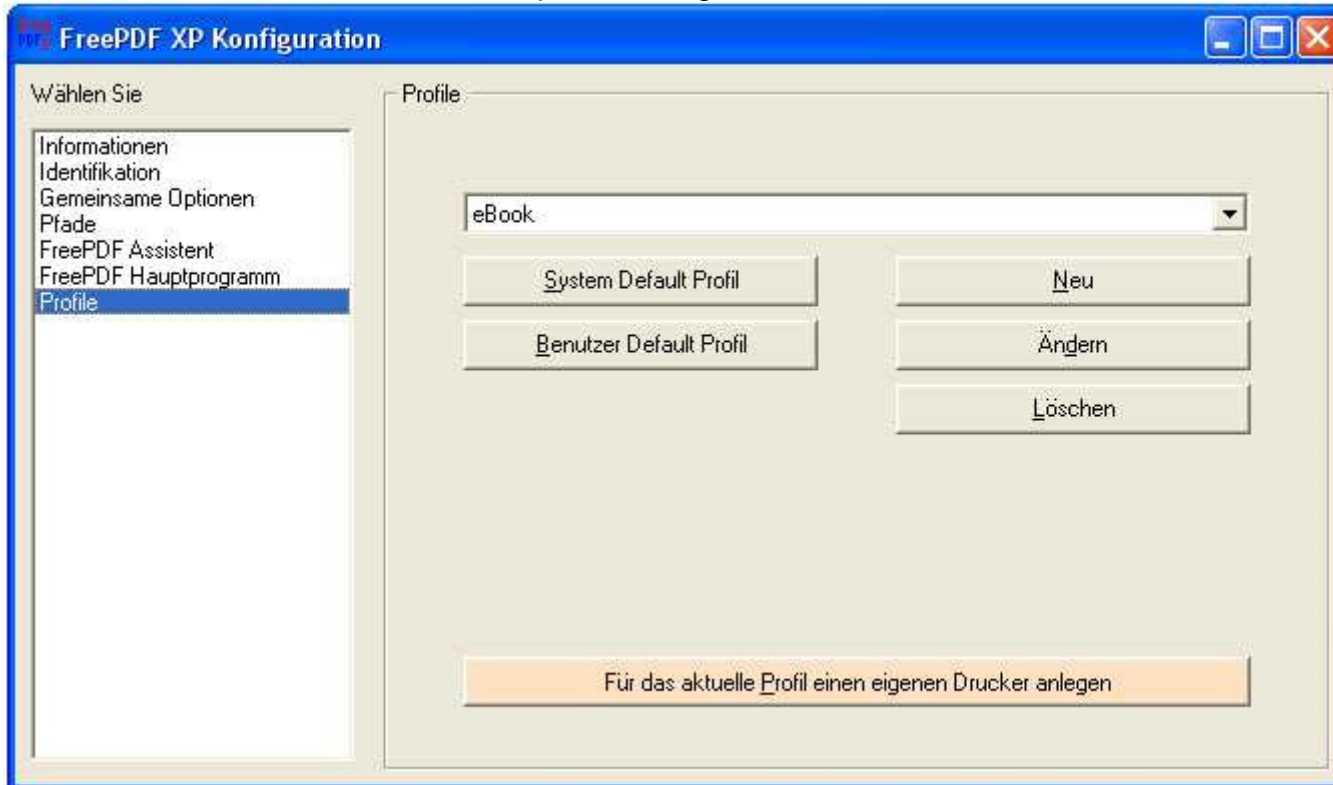 FreePDF XP Konfiguration
Wählen Sie
Informationen
Identifikation
Gemeinsame Optionen
Pfade
FreePDF Assistent
FreePDF Hauptprogramm
Profile
Profile
eBook
System Default Profil
Neu
Benutzer Default Profil
Ändern
Löschen
Für das aktuelle Profil einen eigenen Drucker anlegen